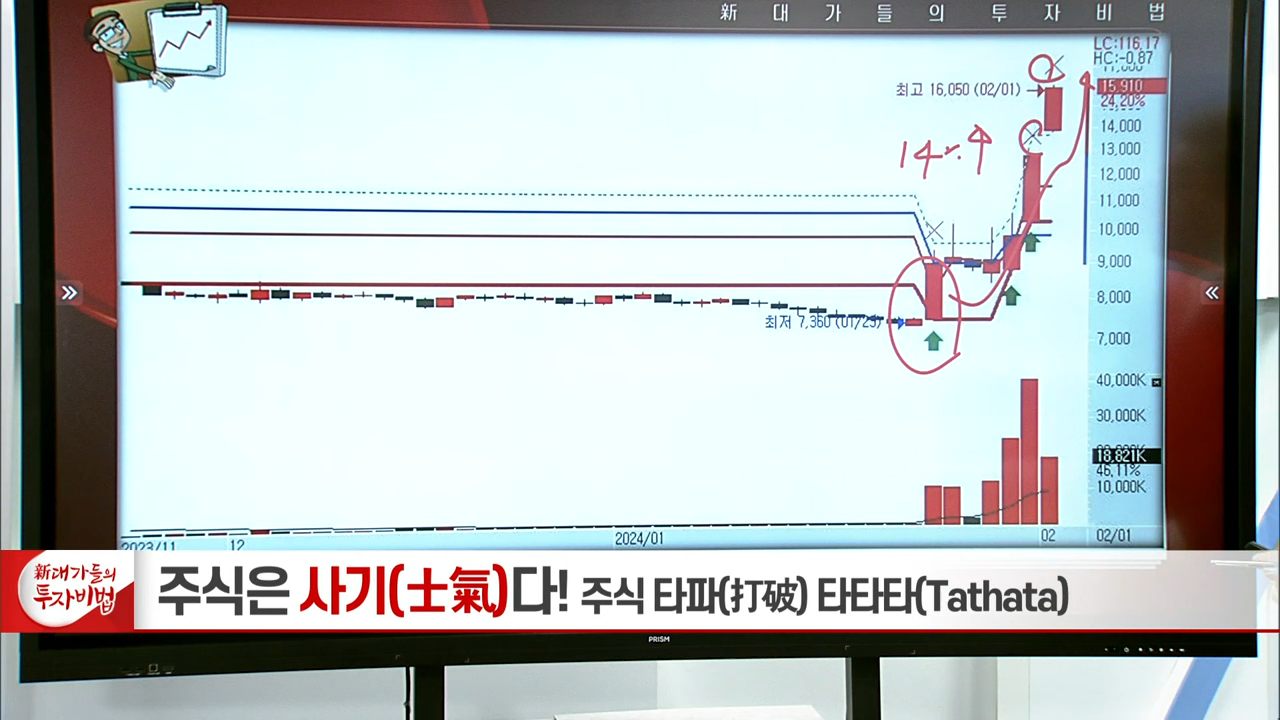 新 대 가 들 의 투 자 비 법
LC:116.17
HC:-0.87
11,000
최고 16,050 (02/01)
15,910
24.20%
14%
14,000
13,000
12,000
11,000
10,000
9,000
8,000
최저 7,360 (01/25)
7,000
40,000K
30,000K
18,821K
46.11%
10,000K
2023/11
12
2024/01
02
02/01
新대가들의
투자비법
주식은 사기(士氣)다! 주식 타파(打破) 타타타(Tathata)
PRISM